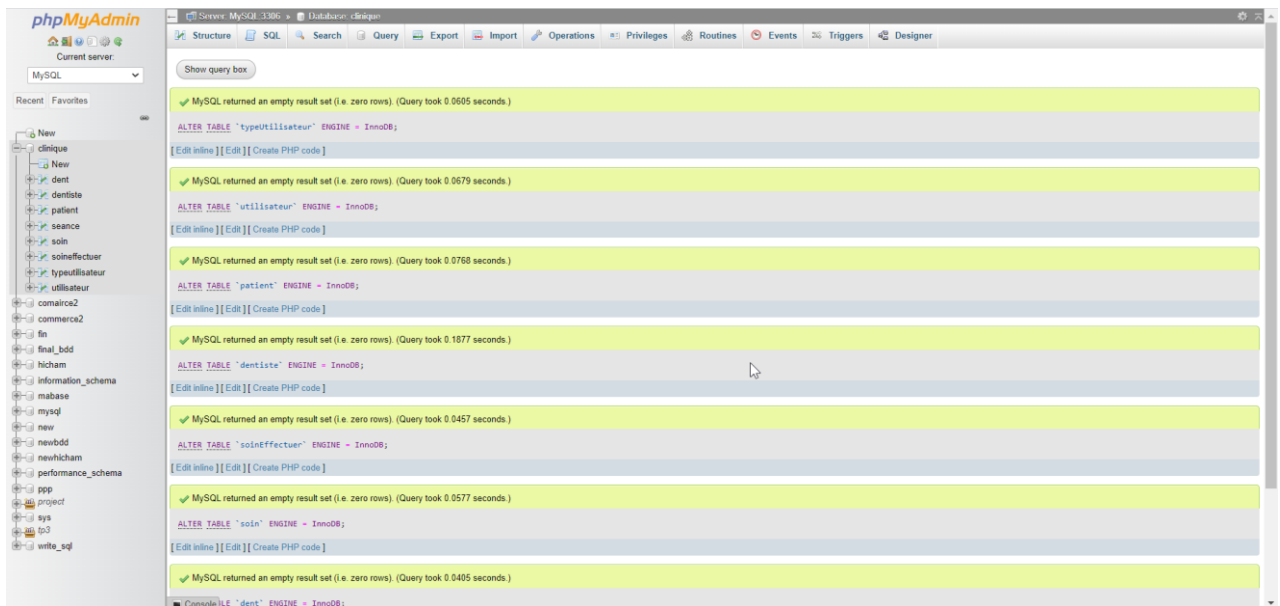 phpMyAdmin
Current server:
MySQL
Recent Favorites
New
clinique
New
dent
dentiste
patient
seance
soin
soineffectuer
typeutilisateur
utilisateur
comairce2
commerce2
fin
final_bdd
hicham
information_schema
mabase
mysql
new
newbdd
newhicham
performance_schema
ppp
project
sys
tp3
write_sql
Server: MySQL:3306 » Database: clinique
Structure SQL Search Query Export Import Operations Privileges Routines Events Triggers Designer
Show query box
MySQL returned an empty result set (i.e. zero rows). (Query took 0.0605 seconds.)
ALTER TABLE `typeUtilisateur` ENGINE = InnoDB;
[ Edit inline ] [ Edit ] [ Create PHP code ]
MySQL returned an empty result set (i.e. zero rows). (Query took 0.0679 seconds.)
ALTER TABLE `utilisateur` ENGINE = InnoDB;
[ Edit inline ] [ Edit ] [ Create PHP code ]
MySQL returned an empty result set (i.e. zero rows). (Query took 0.0768 seconds.)
ALTER TABLE `patient` ENGINE = InnoDB;
[ Edit inline ] [ Edit ] [ Create PHP code ]
MySQL returned an empty result set (i.e. zero rows). (Query took 0.1877 seconds.)
ALTER TABLE `dentiste` ENGINE = InnoDB;
[ Edit inline ] [ Edit ] [ Create PHP code ]
MySQL returned an empty result set (i.e. zero rows). (Query took 0.0457 seconds.)
ALTER TABLE `soinEffectuer` ENGINE = InnoDB;
[ Edit inline ] [ Edit ] [ Create PHP code ]
MySQL returned an empty result set (i.e. zero rows). (Query took 0.0577 seconds.)
ALTER TABLE `soin` ENGINE = InnoDB;
[ Edit inline ] [ Edit ] [ Create PHP code ]
MySQL returned an empty result set (i.e. zero rows). (Query took 0.0405 seconds.)
Console LE `dent` ENGINE = InnoDB;